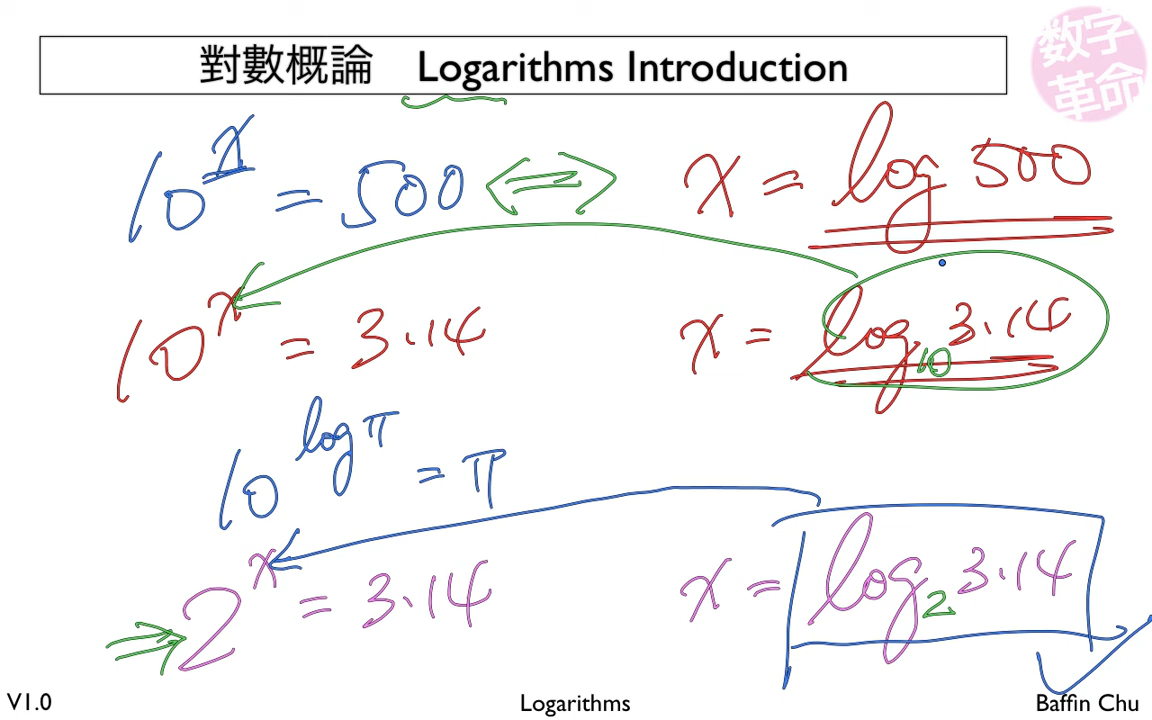 對數概論 Logarithms Introduction
数字
革命
10^x = 500 ⟺ x = log 500
10^x = 3.14 x = log₁₀ 3.14
10^log π = π
2^x = 3.14 x = log₂ 3.14
V1.0 Logarithms Baffin Chu